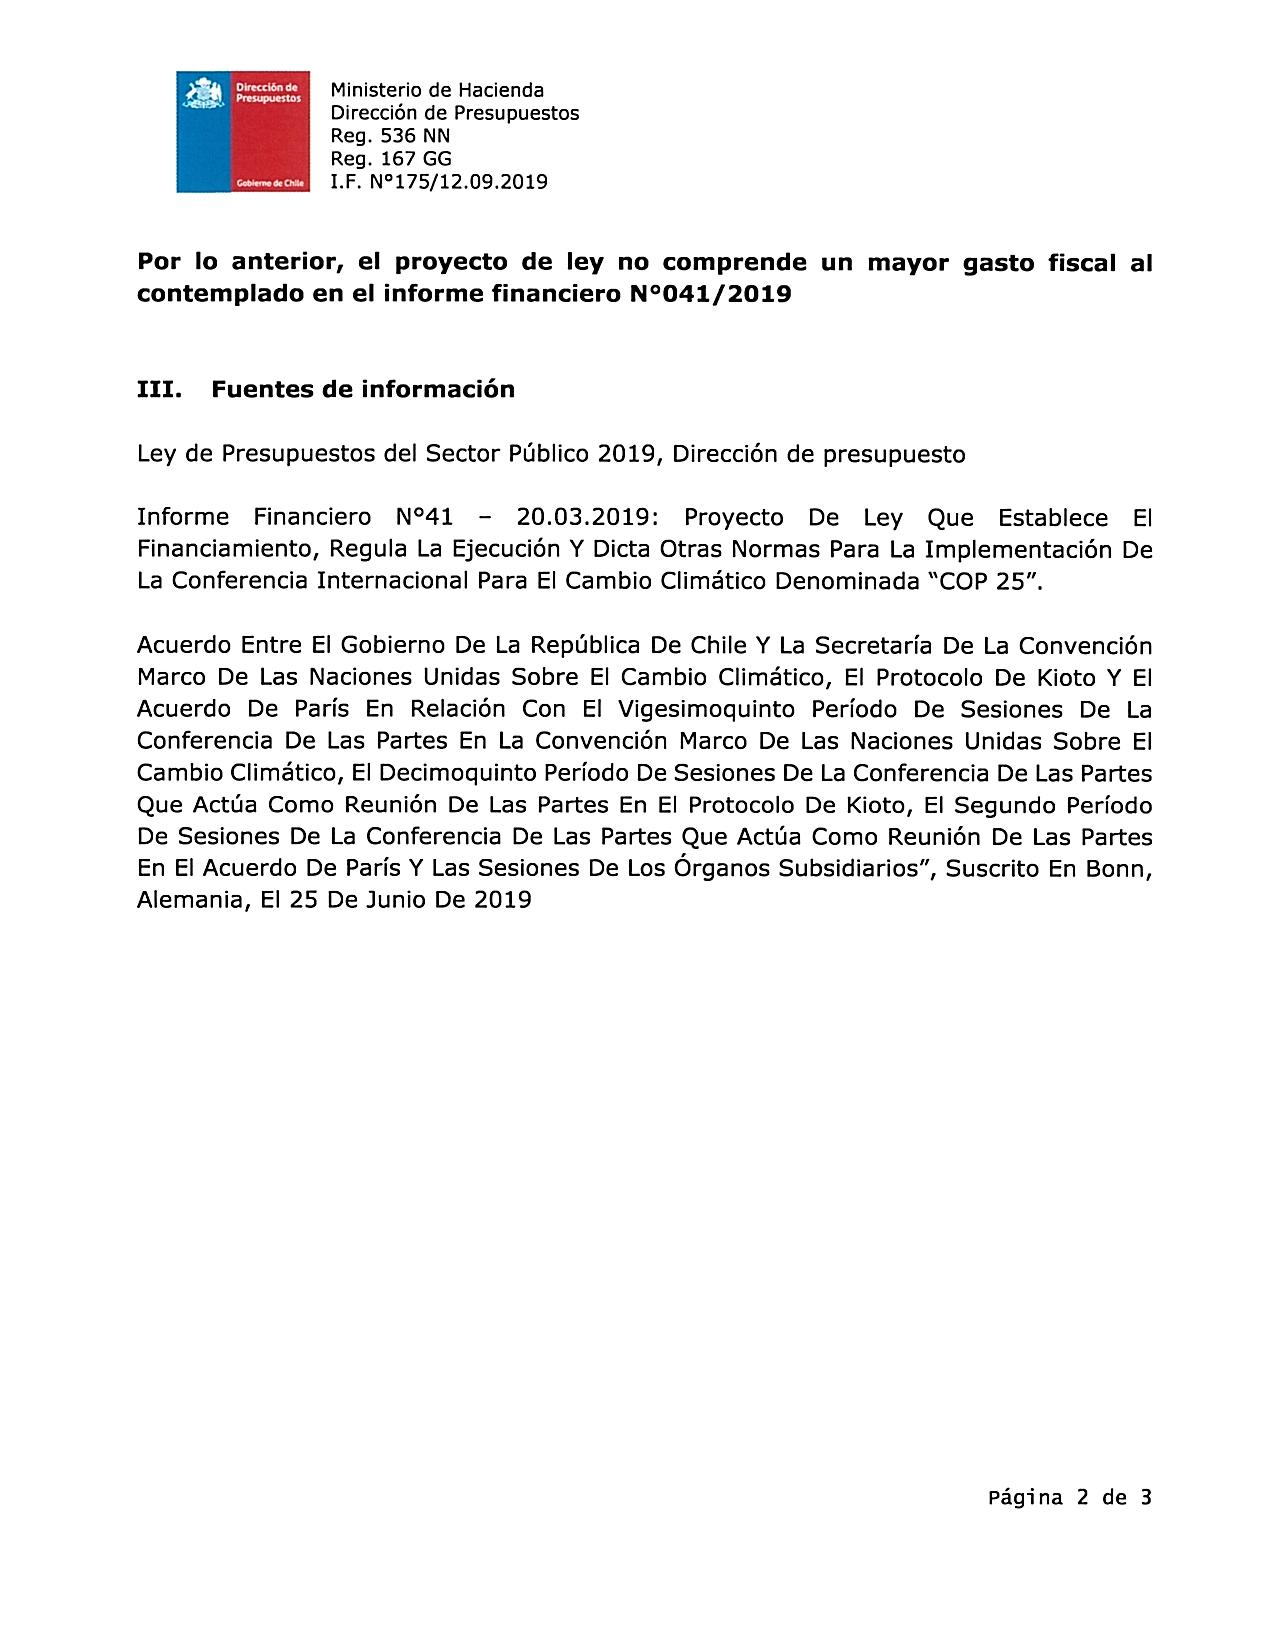 Dirección de
Presupuestos
Gobierno de Chile
Ministerio de Hacienda
Dirección de Presupuestos
Reg. 536 NN
Reg. 167 GG
I.F. N°175/12.09.2019
Por lo anterior, el proyecto de ley no comprende un mayor gasto fiscal al
contemplado en el informe financiero N°041/2019
III. Fuentes de información
Ley de Presupuestos del Sector Público 2019, Dirección de presupuesto
Informe Financiero N°41 – 20.03.2019: Proyecto De Ley Que Establece El
Financiamiento, Regula La Ejecución Y Dicta Otras Normas Para La Implementación De
La Conferencia Internacional Para El Cambio Climático Denominada “COP 25”.
Acuerdo Entre El Gobierno De La República De Chile Y La Secretaría De La Convención
Marco De Las Naciones Unidas Sobre El Cambio Climático, El Protocolo De Kioto Y El
Acuerdo De París En Relación Con El Vigesimoquinto Período De Sesiones De La
Conferencia De Las Partes En La Convención Marco De Las Naciones Unidas Sobre El
Cambio Climático, El Decimoquinto Período De Sesiones De La Conferencia De Las Partes
Que Actúa Como Reunión De Las Partes En El Protocolo De Kioto, El Segundo Período
De Sesiones De La Conferencia De Las Partes Que Actúa Como Reunión De Las Partes
En El Acuerdo De París Y Las Sesiones De Los Órganos Subsidiarios”, Suscrito En Bonn,
Alemania, El 25 De Junio De 2019
Página 2 de 3